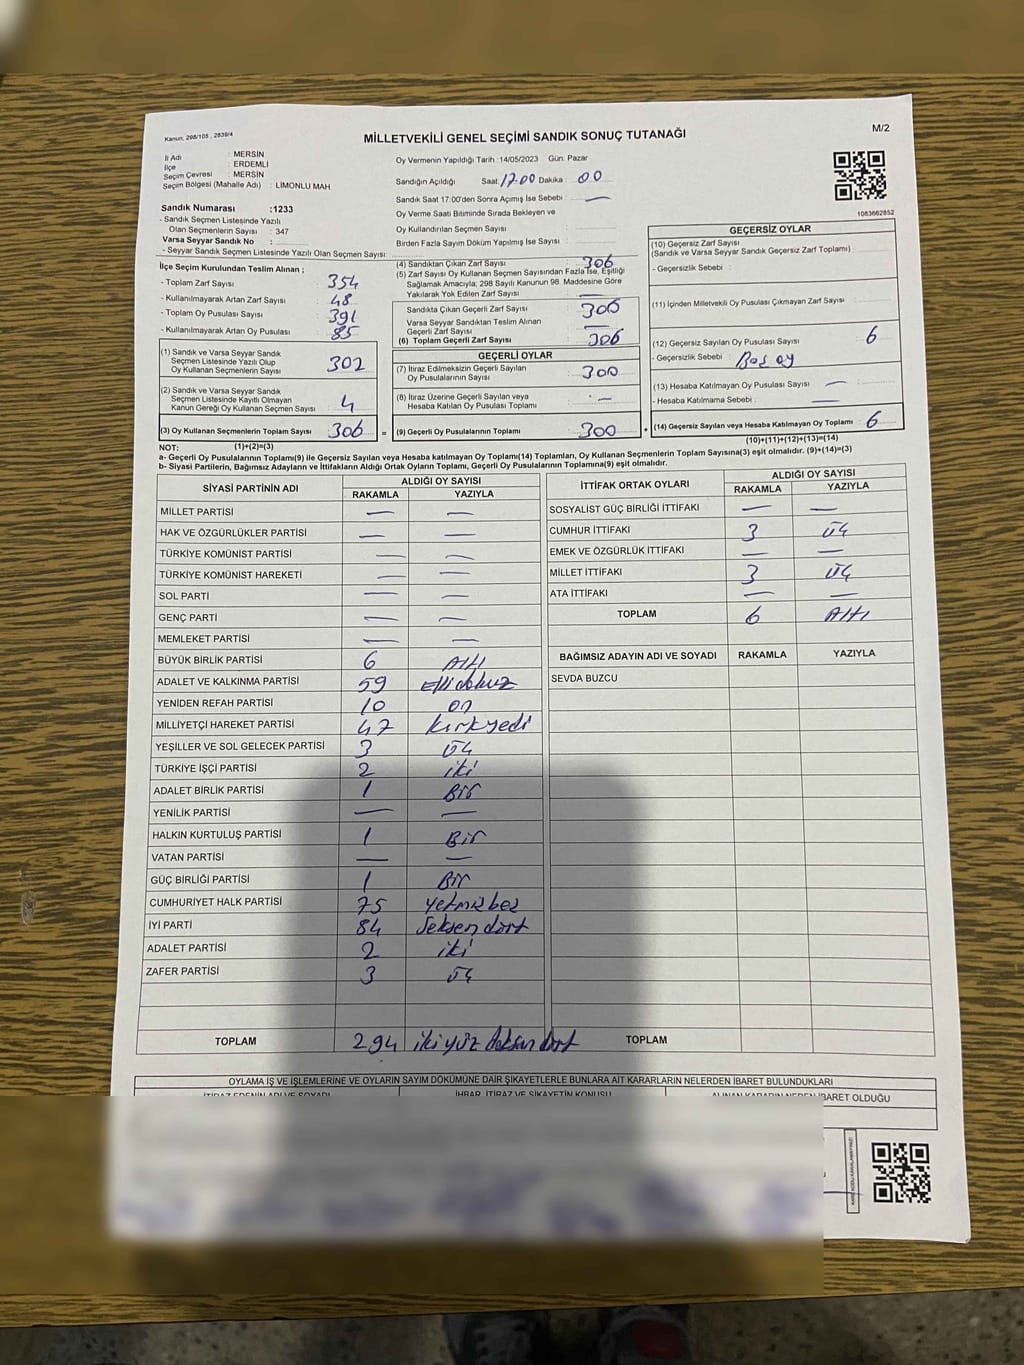 Kanun, 298/105 , 2839/4
MİLLETVEKİLİ GENEL SEÇİMİ SANDIK SONUÇ TUTANAĞI
M/2
İl Adı : MERSİN
İlçe : ERDEMLİ
Seçim Çevresi : MERSİN
Seçim Bölgesi (Mahalle Adı) : LİMONLU MAH.
Sandık Numarası :1233
- Sandık Seçmen Listesinde Yazılı
Olan Seçmenlerin Sayısı : 347
Varsa Seyyar Sandık No :
- Seyyar Sandık Seçmen Listesinde Yazılı Olan Seçmen Sayısı:
Oy Vermenin Yapıldığı Tarih :14/05/2023 Gün: Pazar
Sandığın Açıldığı Saat: 17.00 Dakika : 00
Sandık Saat 17.00'den Sonra Açımış İse Sebebi : —
Oy Verme Saati Bitiminde Sırada Bekleyen ve
Oy Kullandırılan Seçmen Sayısı :
Birden Fazla Sayım Döküm Yapılmış İse Sayısı :
1083662852
İlçe Seçim Kurulundan Teslim Alınan ;
- Toplam Zarf Sayısı : 354
- Kullanılmayarak Artan Zarf Sayısı : 48
- Toplam Oy Pusulası Sayısı : 391
- Kullanılmayarak Artan Oy Pusulası : 85
(1) Sandık ve Varsa Seyyar Sandık
Seçmen Listesinde Yazılı Olup
Oy Kullanan Seçmenlerin Sayısı : 302
(2) Sandık ve Varsa Seyyar Sandık
Seçmen Listesinde Kayıtlı Olmayan
Kanun Gereği Oy Kullanan Seçmen Sayısı : 4
(3) Oy Kullanan Seçmenlerin Toplam Sayısı : 306
(1)+(2)=(3)
(4) Sandıktan Çıkan Zarf Sayısı : 306
(5) Zarf Sayısı Oy Kullanan Seçmen Sayısından Fazla İse, Eşitliği
Sağlamak Amacıyla; 298 Sayılı Kanunun 98. Maddesine Göre
Yakılarak Yok Edilen Zarf Sayısı : —
Sandıkta Çıkan Geçerli Zarf Sayısı : 306
Varsa Seyyar Sandıktan Teslim Alınan
Geçerli Zarf Sayısı : —
(6) Toplam Geçerli Zarf Sayısı : 306
GEÇERLİ OYLAR
(7) İtiraz Edilmeksizin Geçerli Sayılan
Oy Pusulalarının Sayısı : 300
(8) İtiraz Üzerine Geçerli Sayılan veya
Hesaba Katılan Oy Pusulası Toplamı : —
= (9) Geçerli Oy Pusulalarının Toplamı : 300
GEÇERSİZ OYLAR
(10) Geçersiz Zarf Sayısı
(Sandık ve Varsa Seyyar Sandık Geçersiz Zarf Toplamı) :
- Geçersizlik Sebebi :
(11) İçinden Milletvekili Oy Pusulası Çıkmayan Zarf Sayısı :
(12) Geçersiz Sayılan Oy Pusulası Sayısı : 6
- Geçersizlik Sebebi : Boş oy
(13) Hesaba Katılmayan Oy Pusulası Sayısı : —
- Hesaba Katılmama Sebebi : —
+ (14) Geçersiz Sayılan veya Hesaba Katılmayan Oy Toplamı : 6
(10)+(11)+(12)+(13)=(14)
NOT:
a- Geçerli Oy Pusulalarının Toplamı(9) ile Geçersiz Sayılan veya Hesaba katılmayan Oy Toplamı(14) Toplamları, Oy Kullanan Seçmenlerin Toplam Sayısına(3) eşit olmalıdır. (9)+(14)=(3)
b- Siyasi Partilerin, Bağımsız Adayların ve İttifakların Aldığı Ortak Oyların Toplamı, Geçerli Oy Pusulalarının Toplamına(9) eşit olmalıdır.
SİYASİ PARTİNİN ADI ALDIĞI OY SAYISI
RAKAMLA YAZIYLA
MİLLET PARTİSİ — —
HAK VE ÖZGÜRLÜKLER PARTİSİ — —
TÜRKİYE KOMÜNİST PARTİSİ — —
TÜRKİYE KOMÜNİST HAREKETİ — —
SOL PARTİ — —
GENÇ PARTİ — —
MEMLEKET PARTİSİ — —
BÜYÜK BİRLİK PARTİSİ 6 Altı
ADALET VE KALKINMA PARTİSİ 59 Elli dokuz
YENİDEN REFAH PARTİSİ 10 on
MİLLİYETÇİ HAREKET PARTİSİ 47 kırkyedi
YEŞİLLER VE SOL GELECEK PARTİSİ 3 üç
TÜRKİYE İŞÇİ PARTİSİ 2 iki
ADALET BİRLİK PARTİSİ 1 Bir
YENİLİK PARTİSİ — —
HALKIN KURTULUŞ PARTİSİ 1 Bir
VATAN PARTİSİ — —
GÜÇ BİRLİĞİ PARTİSİ 1 Bir
CUMHURİYET HALK PARTİSİ 75 yetmişbeş
İYİ PARTİ 84 Seksen dört
ADALET PARTİSİ 2 iki
ZAFER PARTİSİ 3 üç
TOPLAM 294 iki yüz doksan dört
İTTİFAK ORTAK OYLARI ALDIĞI OY SAYISI
RAKAMLA YAZIYLA
SOSYALİST GÜÇ BİRLİĞİ İTTİFAKI — —
CUMHUR İTTİFAKI 3 üç
EMEK VE ÖZGÜRLÜK İTTİFAKI — —
MİLLET İTTİFAKI 3 üç
ATA İTTİFAKI — —
TOPLAM 6 Altı
BAĞIMSIZ ADAYIN ADI VE SOYADI RAKAMLA YAZIYLA
SEVDA BUZCU
TOPLAM
OYLAMA İŞ VE İŞLEMLERİNE VE OYLARIN SAYIM DÖKÜMÜNE DAİR ŞİKAYETLERLE BUNLARA AİT KARARLARIN NELERDEN İBARET BULUNDUKLARI
İTİRAZ EDENİN ADI VE SOYADI İHBAR, İTİRAZ VE ŞİKAYETİN KONUSU ALINAN KARARIN NEDEN İBARET OLDUĞU